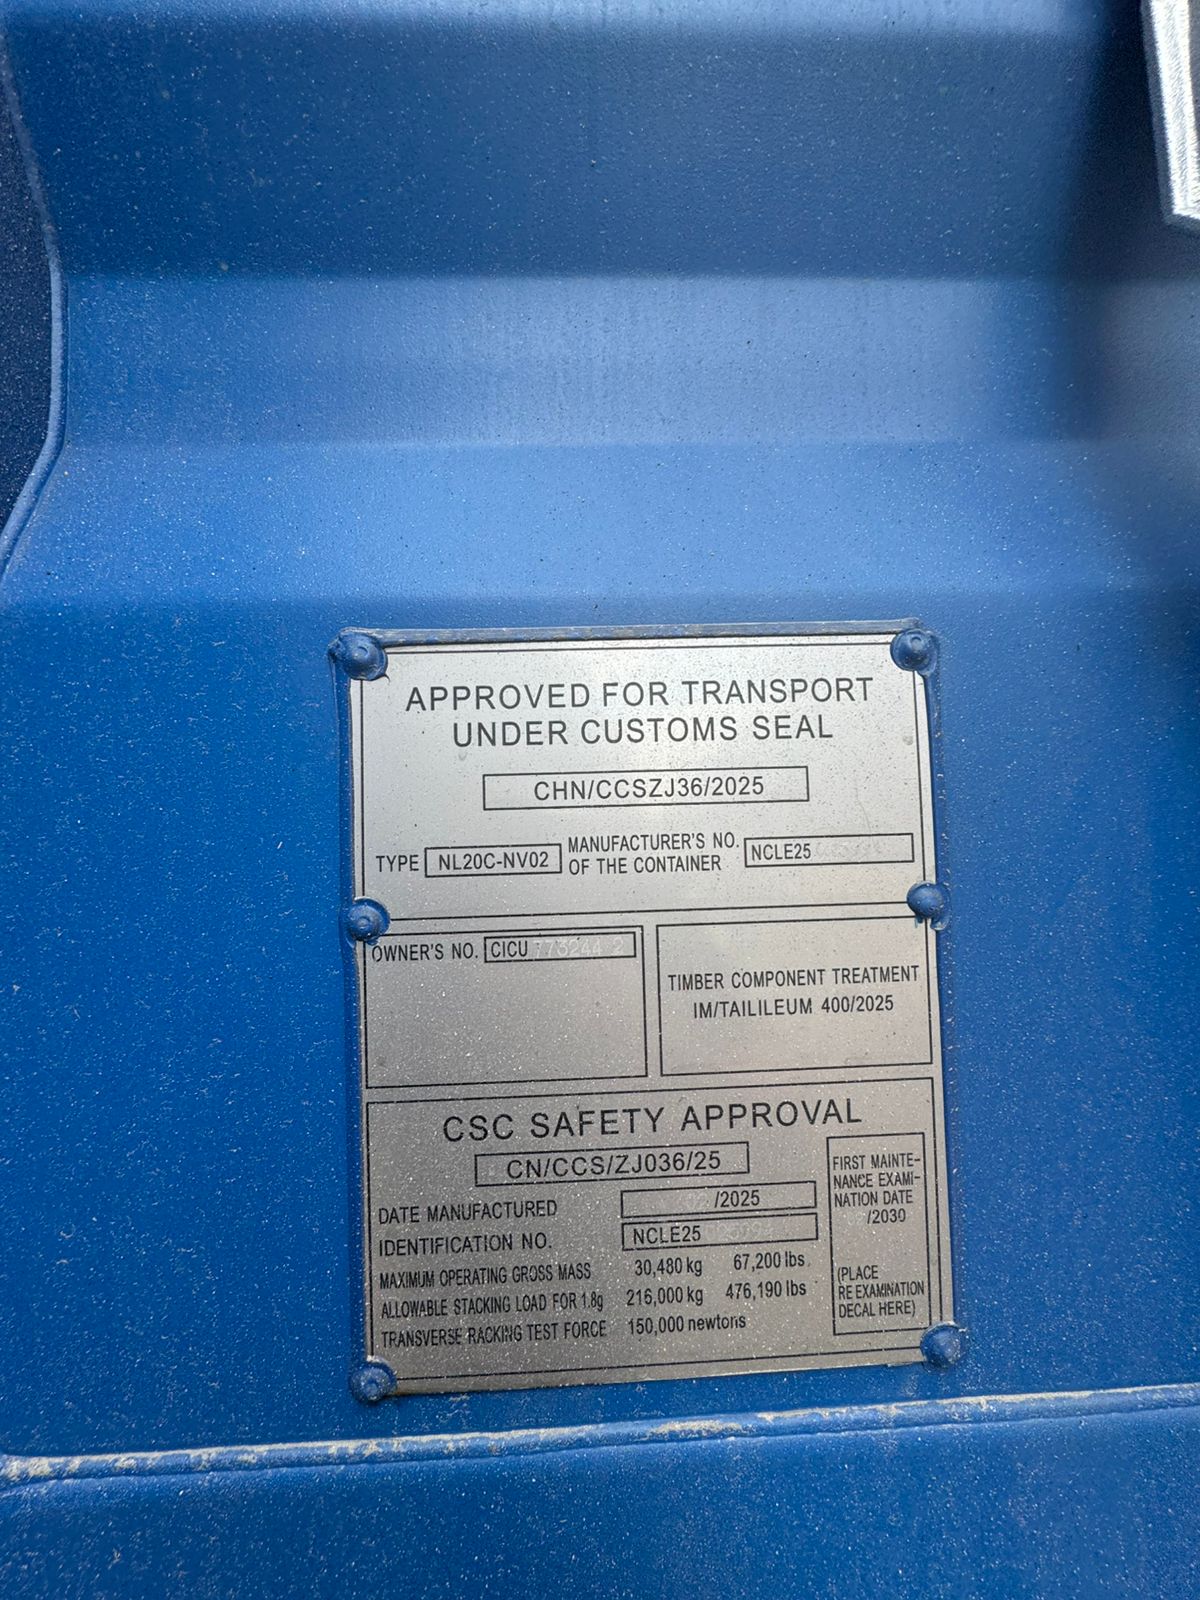 APPROVED FOR TRANSPORT
UNDER CUSTOMS SEAL
CHN/CCSZJ36/2025
TYPE NL20C-NV02 MANUFACTURER'S NO. OF THE CONTAINER NCLE25
OWNER'S NO. CICU 773244 2
TIMBER COMPONENT TREATMENT
IM/TAILILEUM 400/2025
CSC SAFETY APPROVAL
CN/CCS/ZJ036/25
DATE MANUFACTURED /2025
IDENTIFICATION NO. NCLE25
MAXIMUM OPERATING GROSS MASS 30,480 kg 67,200 lbs
ALLOWABLE STACKING LOAD FOR 1.8g 216,000 kg 476,190 lbs
TRANSVERSE RACKING TEST FORCE 150,000 newtons
FIRST MAINTE-
NANCE EXAMI-
NATION DATE
/2030
(PLACE
RE EXAMINATION
DECAL HERE)